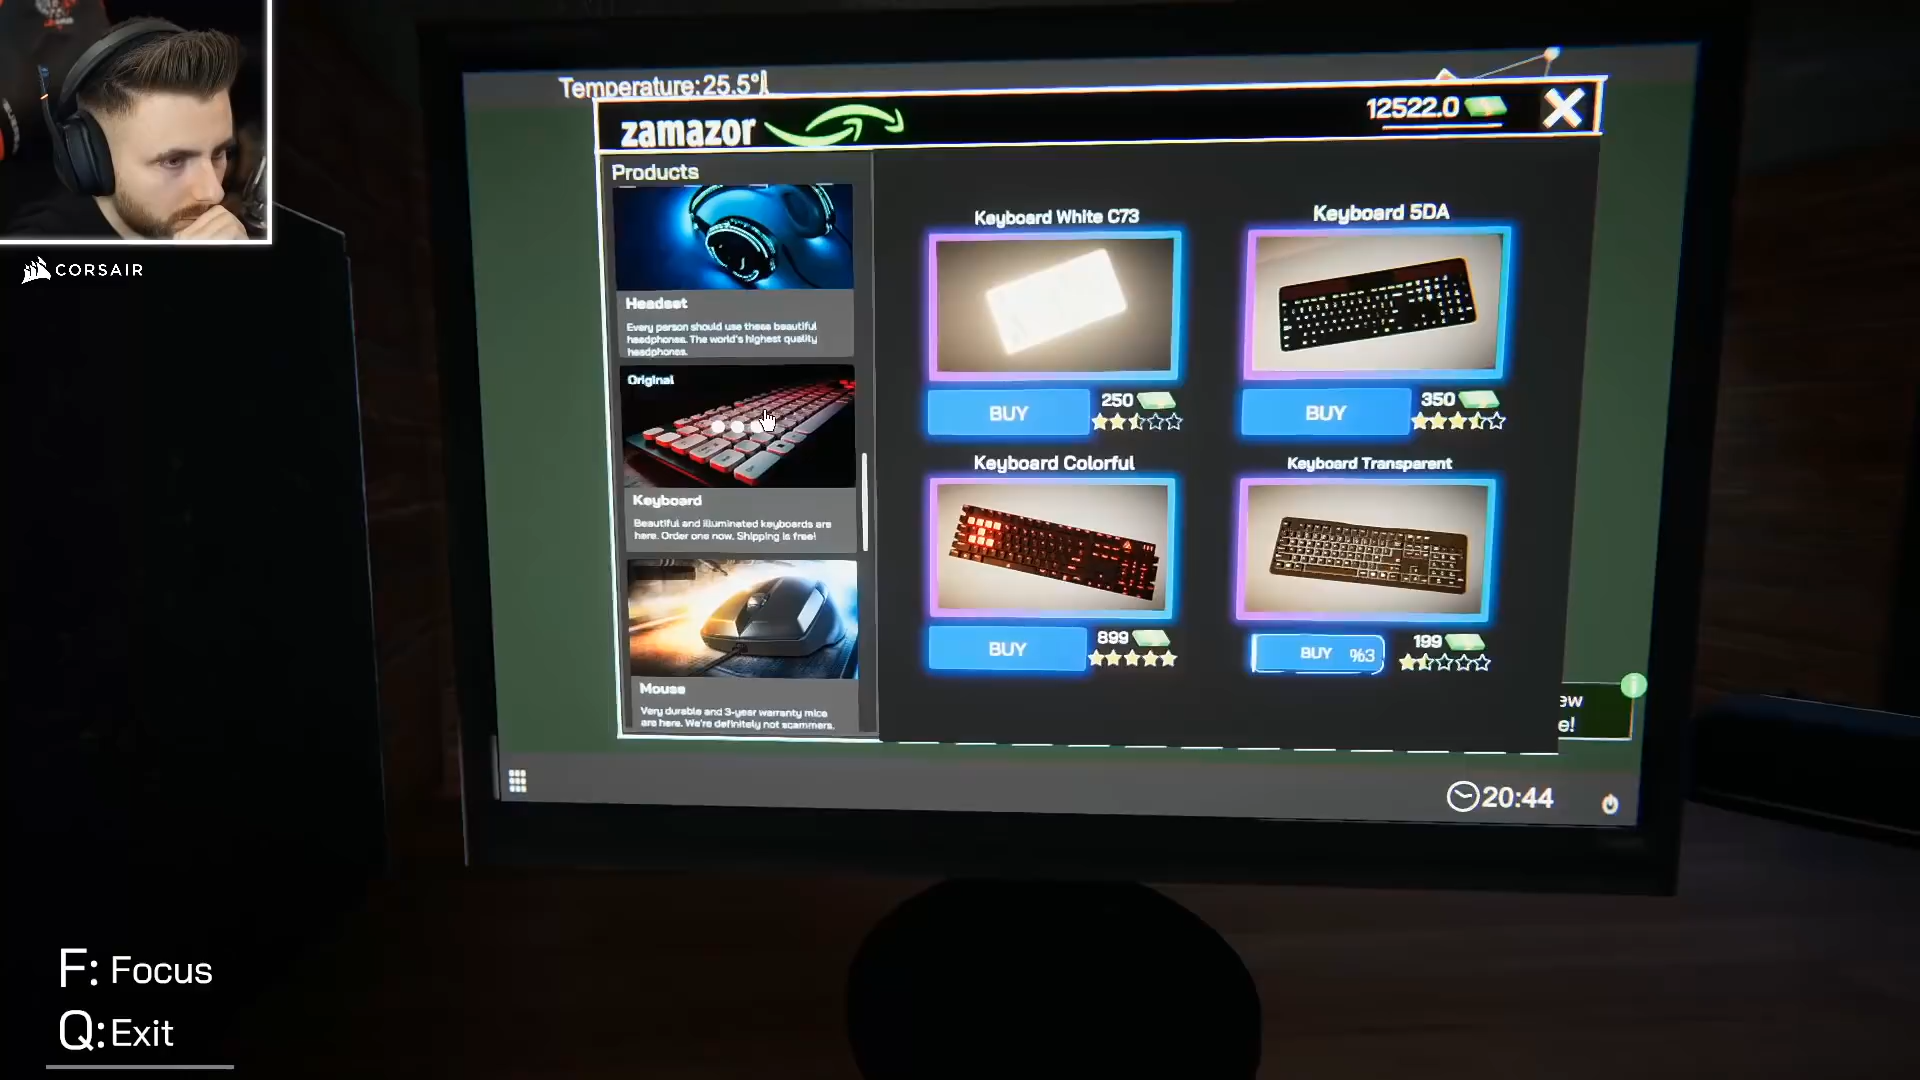 CORSAIR
Temperature:25.5°
zamazor
12522.0
Products
Headset
Every person should use these beautiful
headphones. The world's highest quality
headphones.
Original
Keyboard
Beautiful and illuminated keyboards are
here. Order one now. Shipping is free!
Mouse
Very durable and 3-year warranty mice
are here. We're definitely not scammers.
Keyboard White C73
BUY
250
Keyboard 5DA
BUY
350
Keyboard Colorful
BUY
899
Keyboard Transparent
BUY %3
199
ew
e!
20:44
F: Focus
Q: Exit